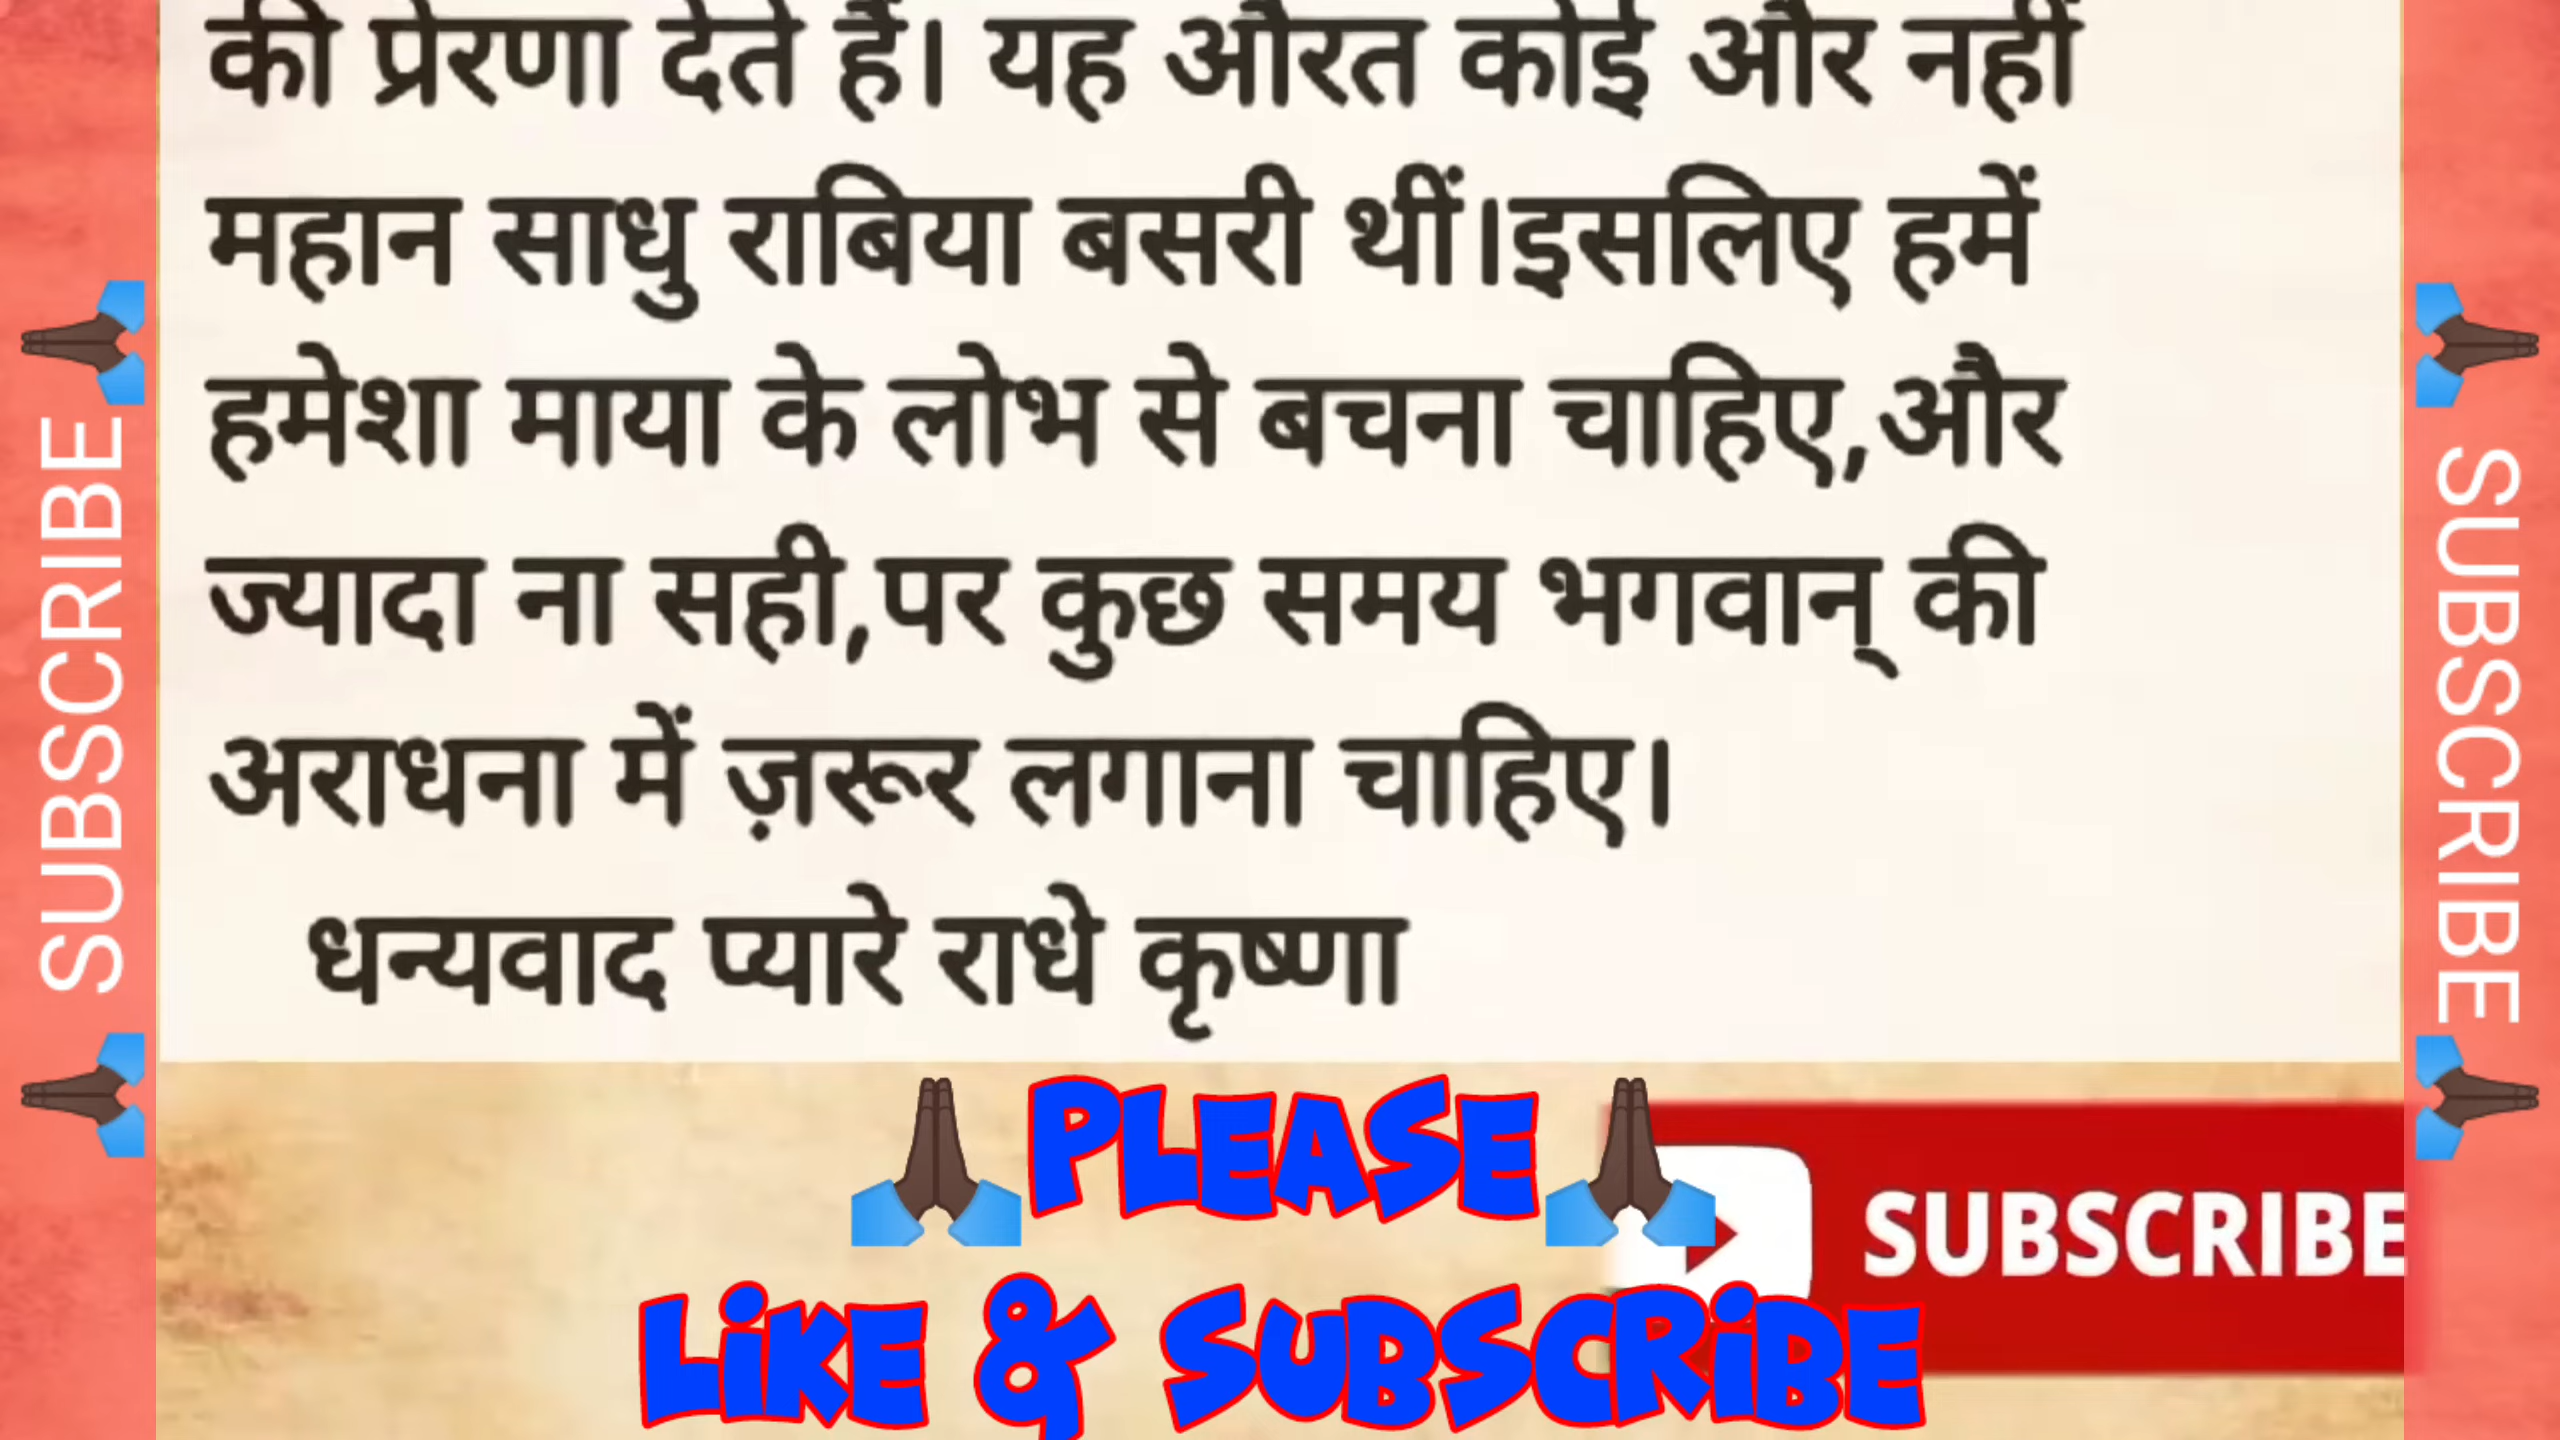 की प्रेरणा देते हैं। यह औरत कोई और नहीं
महान साधु राबिया बसरी थीं।इसलिए हमें
हमेशा माया के लोभ से बचना चाहिए,और
ज्यादा ना सही,पर कुछ समय भगवान् की
अराधना में ज़रूर लगाना चाहिए।
धन्यवाद प्यारे राधे कृष्णा
🙏🏿PLEASE🙏🏿
SUBSCRIBE
LiKE & SUBSCRiBE
🙏🏿 SUBSCRIBE 🙏🏿
🙏🏿 SUBSCRIBE 🙏🏿